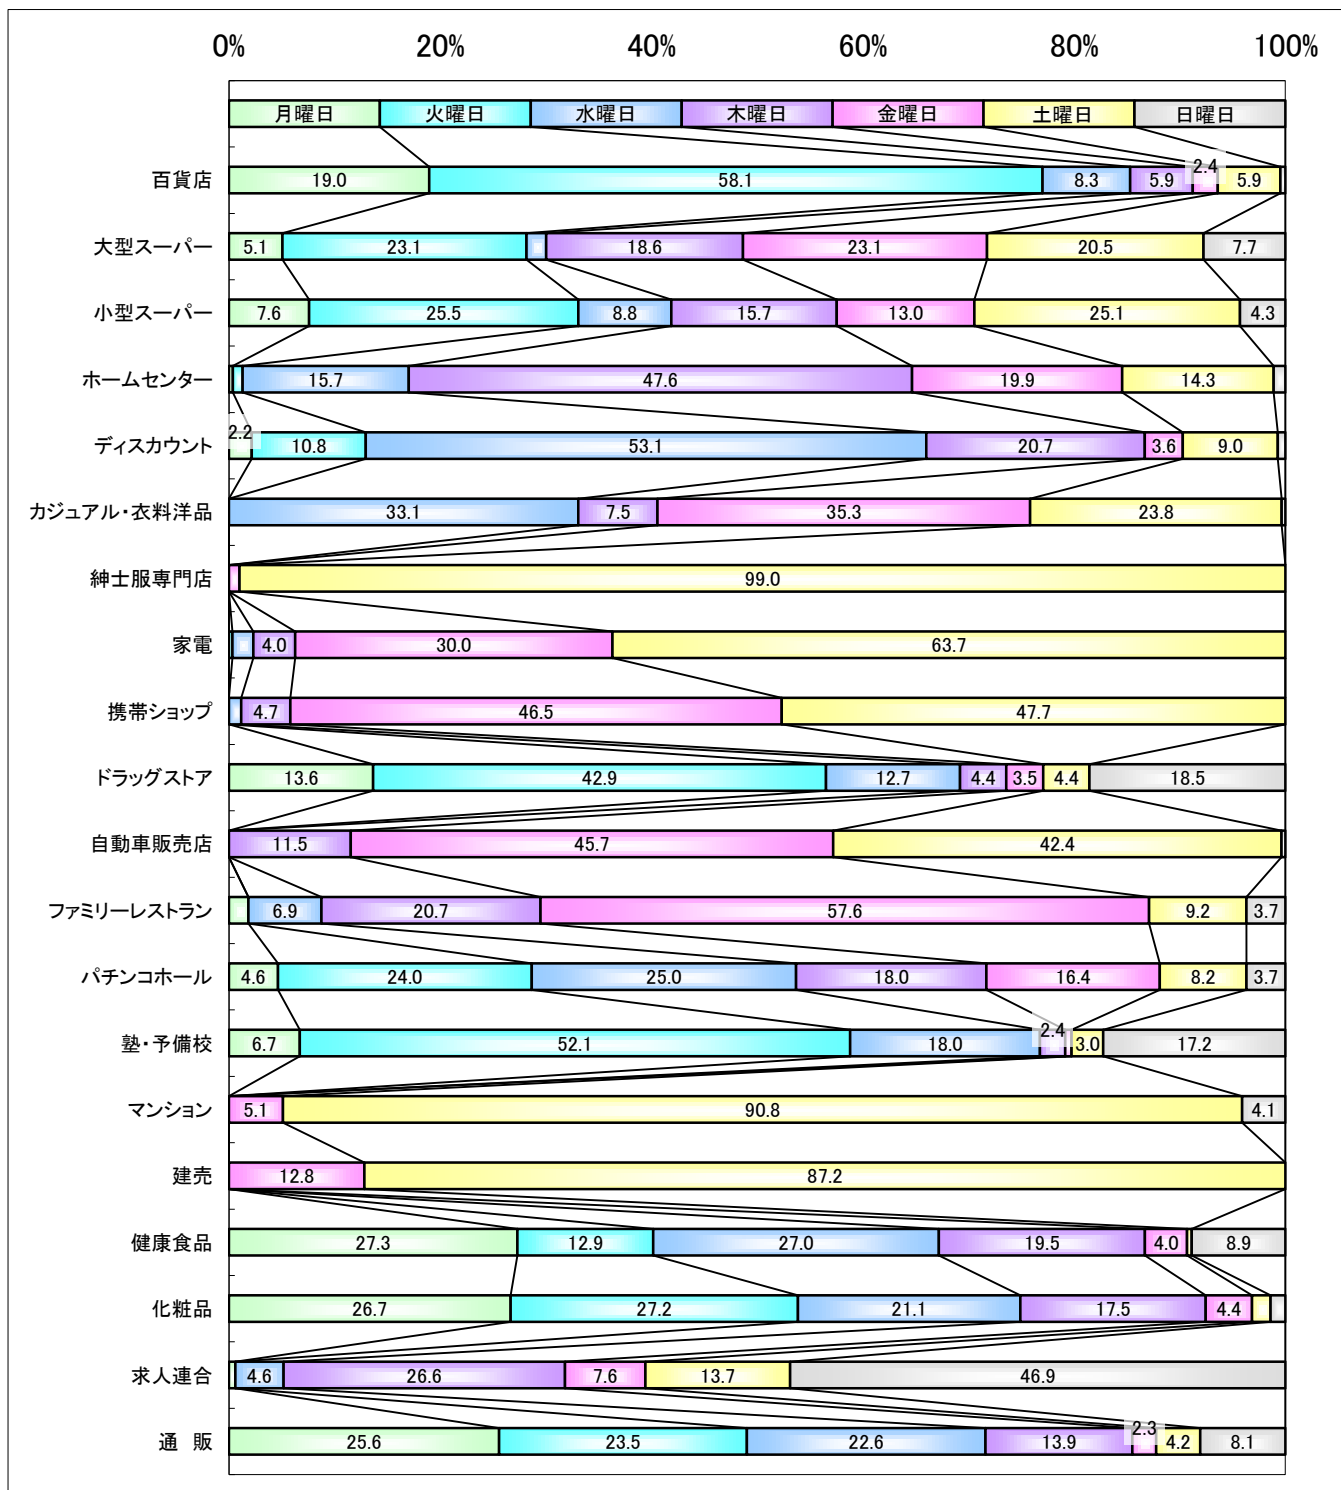 0% 20% 40% 60% 80% 100%
月曜日 火曜日 水曜日 木曜日 金曜日 土曜日 日曜日
百貨店 19.0 58.1 8.3 5.9 2.4 5.9
大型スーパー 5.1 23.1 18.6 23.1 20.5 7.7
小型スーパー 7.6 25.5 8.8 15.7 13.0 25.1 4.3
ホームセンター 15.7 47.6 19.9 14.3
ディスカウント 2.2 10.8 53.1 20.7 3.6 9.0
カジュアル・衣料洋品 33.1 7.5 35.3 23.8
紳士服専門店 99.0
家電 4.0 30.0 63.7
携帯ショップ 4.7 46.5 47.7
ドラッグストア 13.6 42.9 12.7 4.4 3.5 4.4 18.5
自動車販売店 11.5 45.7 42.4
ファミリーレストラン 6.9 20.7 57.6 9.2 3.7
パチンコホール 4.6 24.0 25.0 18.0 16.4 8.2 3.7
塾・予備校 6.7 52.1 18.0 2.4 3.0 17.2
マンション 5.1 90.8 4.1
建売 12.8 87.2
健康食品 27.3 12.9 27.0 19.5 4.0 8.9
化粧品 26.7 27.2 21.1 17.5 4.4
求人連合 4.6 26.6 7.6 13.7 46.9
通 販 25.6 23.5 22.6 13.9 2.3 4.2 8.1